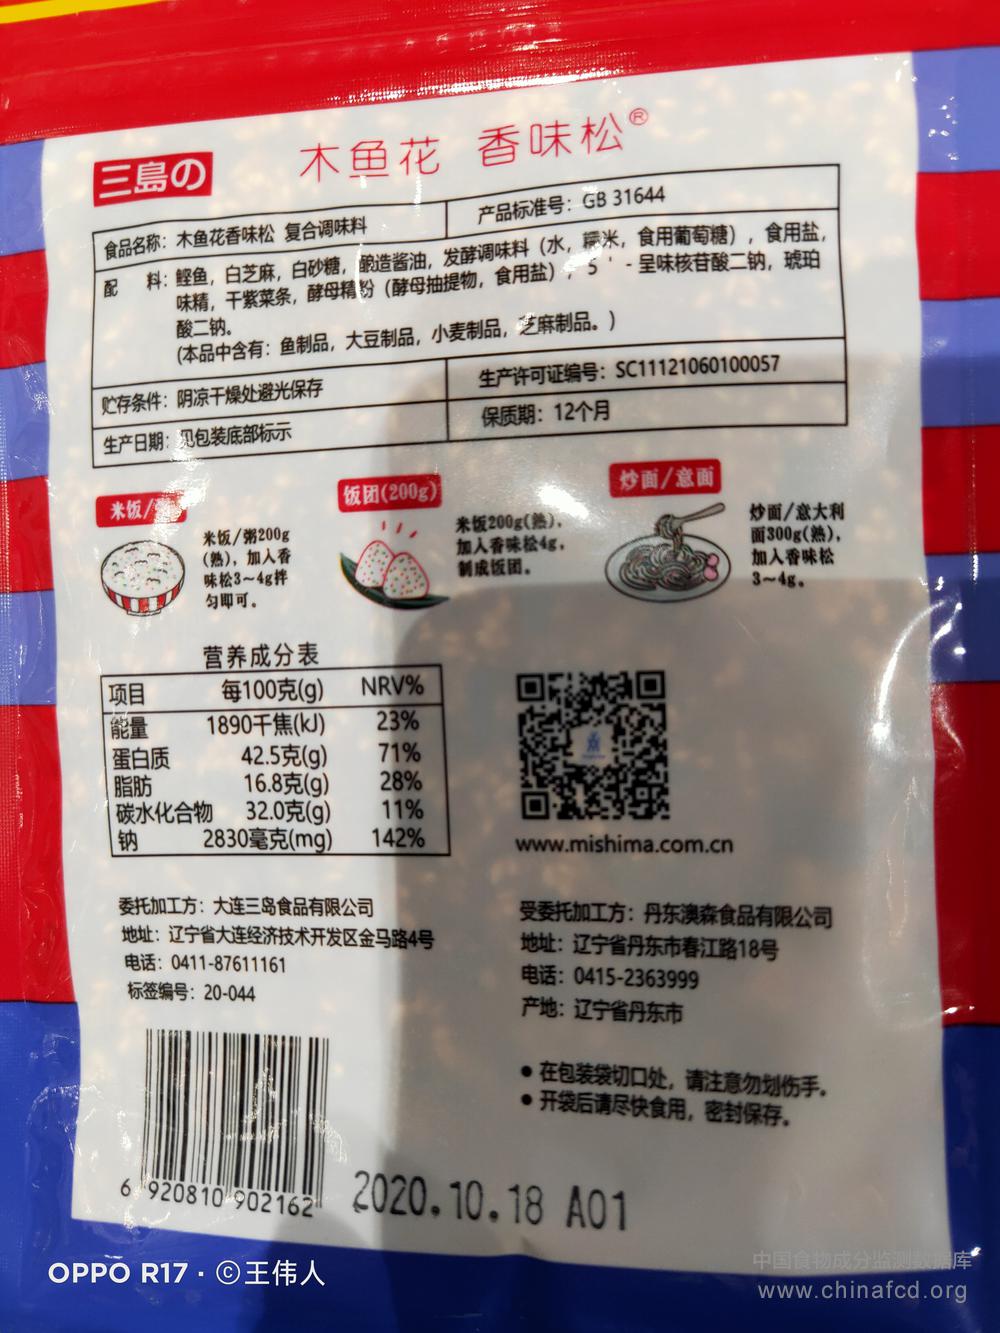 三島の
木鱼花 香味松®
食品名称：木鱼花香味松 复合调味料
产品标准号：GB 31644
配 料：鲣鱼，白芝麻，白砂糖，酿造酱油，发酵调味料（水，糯米，食用葡萄糖），食用盐，
味精，干紫菜条，酵母精粉（酵母抽提物，食用盐），5＇-呈味核苷酸二钠，琥珀
酸二钠。
(本品中含有：鱼制品，大豆制品，小麦制品，芝麻制品。)
贮存条件：阴凉干燥处避光保存
生产许可证编号：SC11121060100057
生产日期：见包装底部标示
保质期：12个月
米饭/
米饭/粥200g
(熟)，加入香
味松3～4g拌
匀即可。
饭团(200g)
米饭200g(熟)，
加入香味松4g，
制成饭团。
炒面/意面
炒面/意大利
面300g(熟)，
加入香味松
3～4g。
营养成分表
项目 每100克(g) NRV%
能量 1890千焦(kJ) 23%
蛋白质 42.5克(g) 71%
脂肪 16.8克(g) 28%
碳水化合物 32.0克(g) 11%
钠 2830毫克(mg) 142%
www.mishima.com.cn
委托加工方：大连三岛食品有限公司
地址：辽宁省大连经济技术开发区金马路4号
电话：0411-87611161
标签编号：20-044
受委托加工方：丹东澳森食品有限公司
地址：辽宁省丹东市春江路18号
电话：0415-2363999
产地：辽宁省丹东市
● 在包装袋切口处，请注意勿划伤手。
● 开袋后请尽快食用，密封保存。
6 920810 902162
2020.10.18 A01
OPPO R17 · ©王伟人
中国食物成分监测数据库
www.chinafcd.org